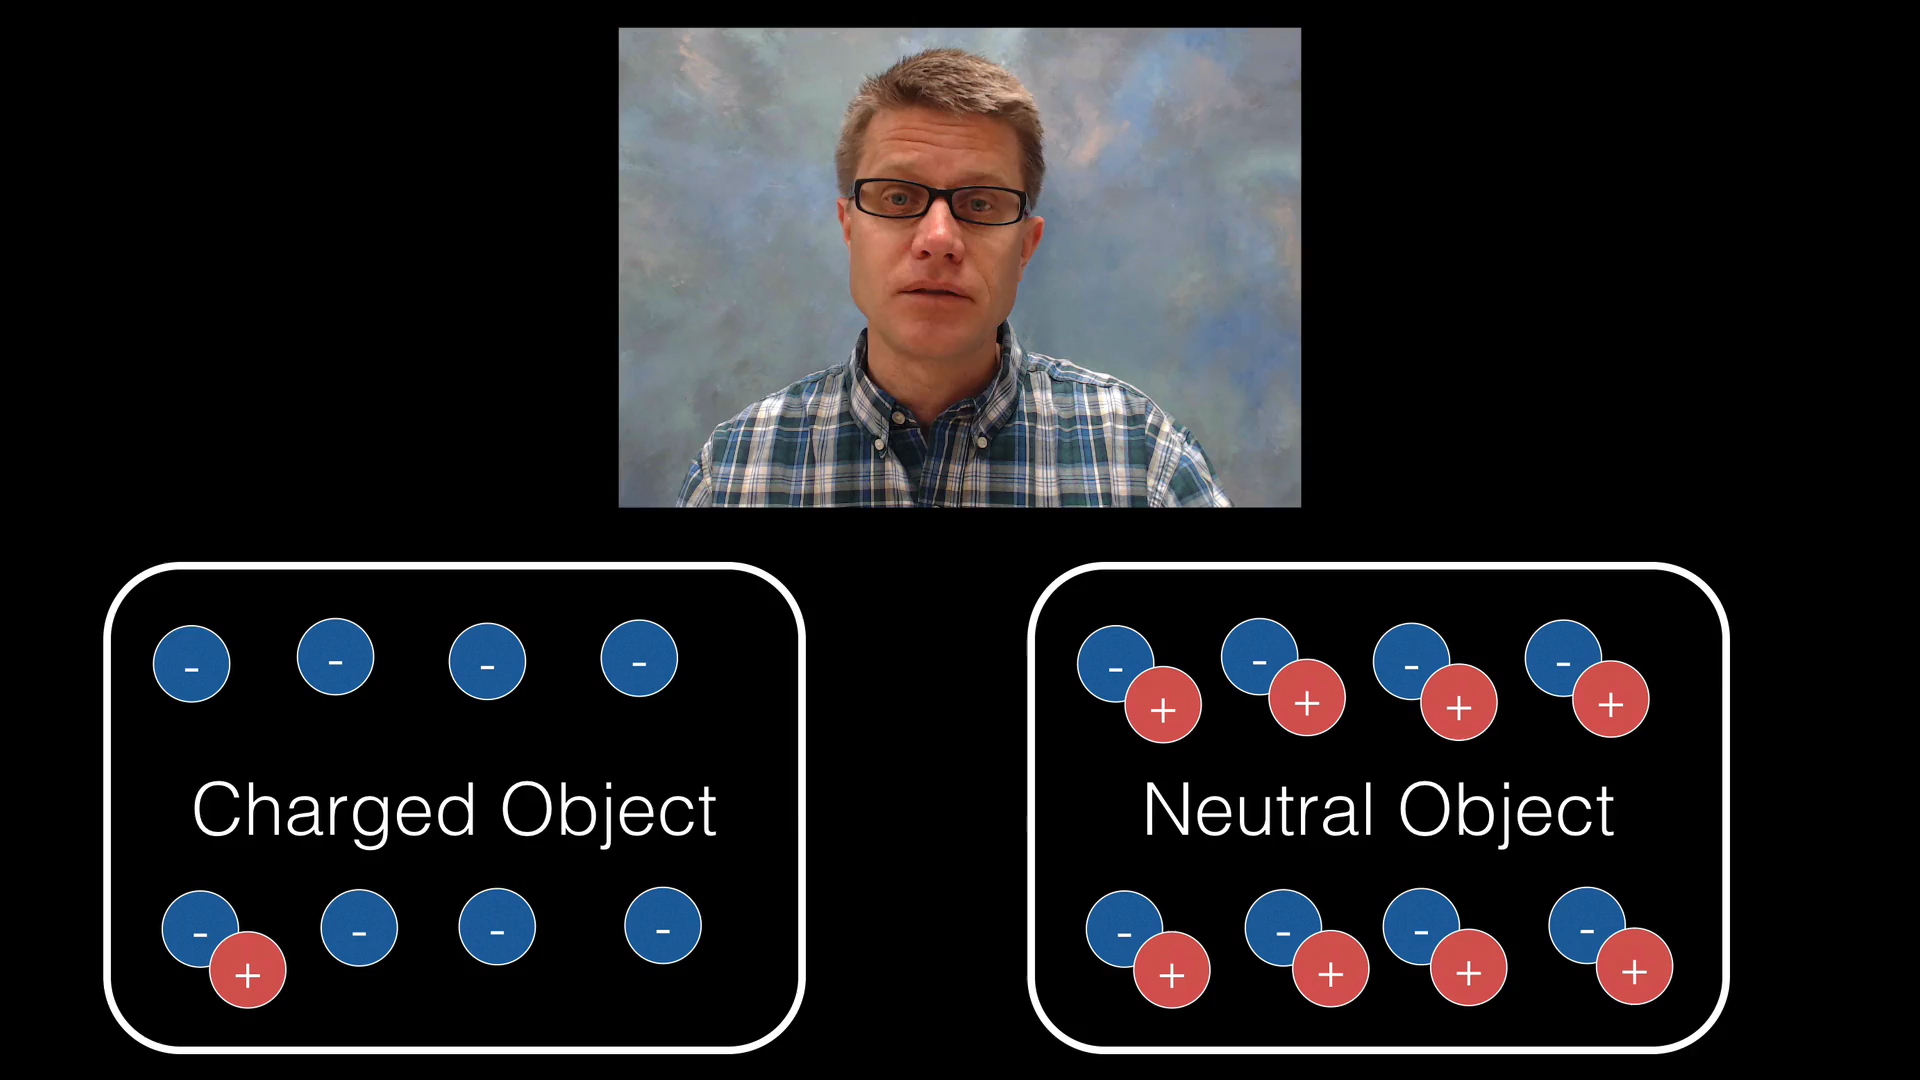 - - - -
Charged Object
- + - - -
- + - + - + - +
Neutral Object
- + - + - + - +